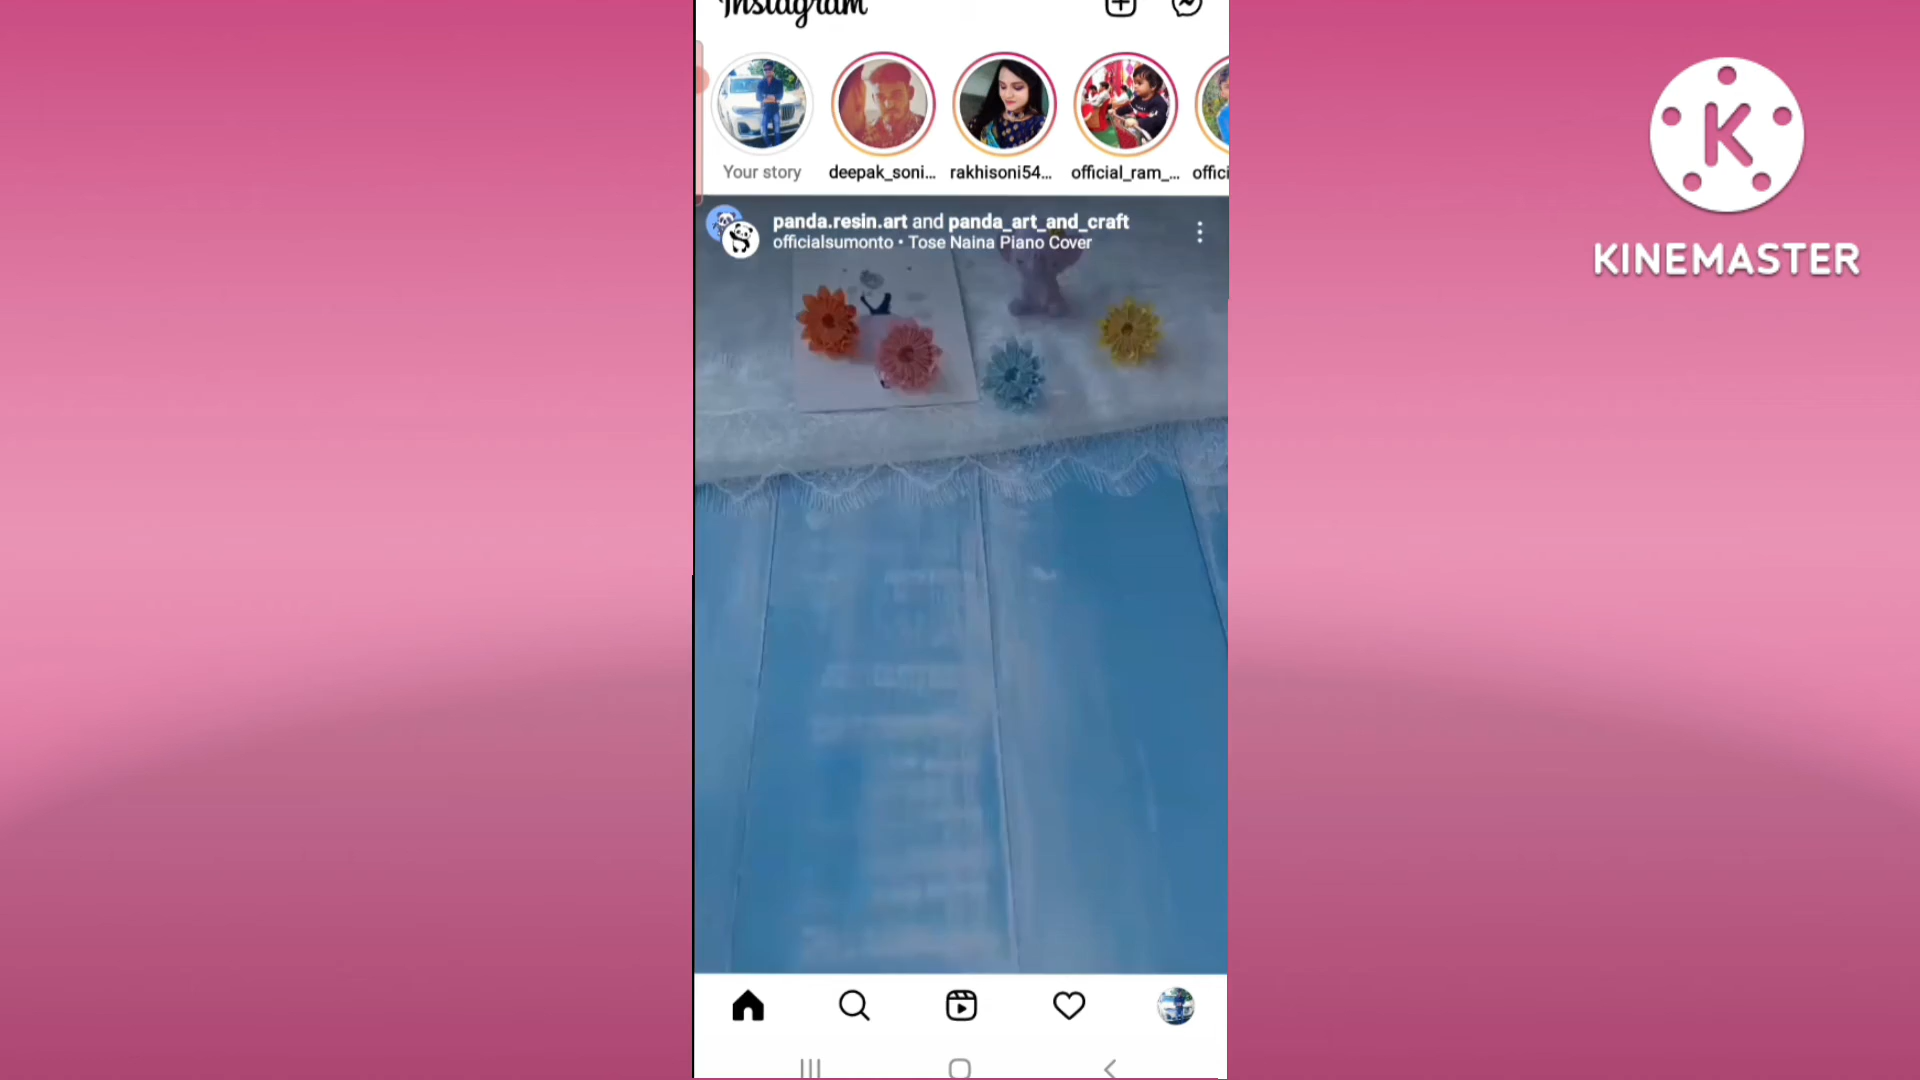 Instagram
Your story
deepak_soni...
rakhisoni54...
official_ram_...
offici
panda.resin.art and panda_art_and_craft
officialsumonto • Tose Naina Piano Cover
K
KINEMASTER